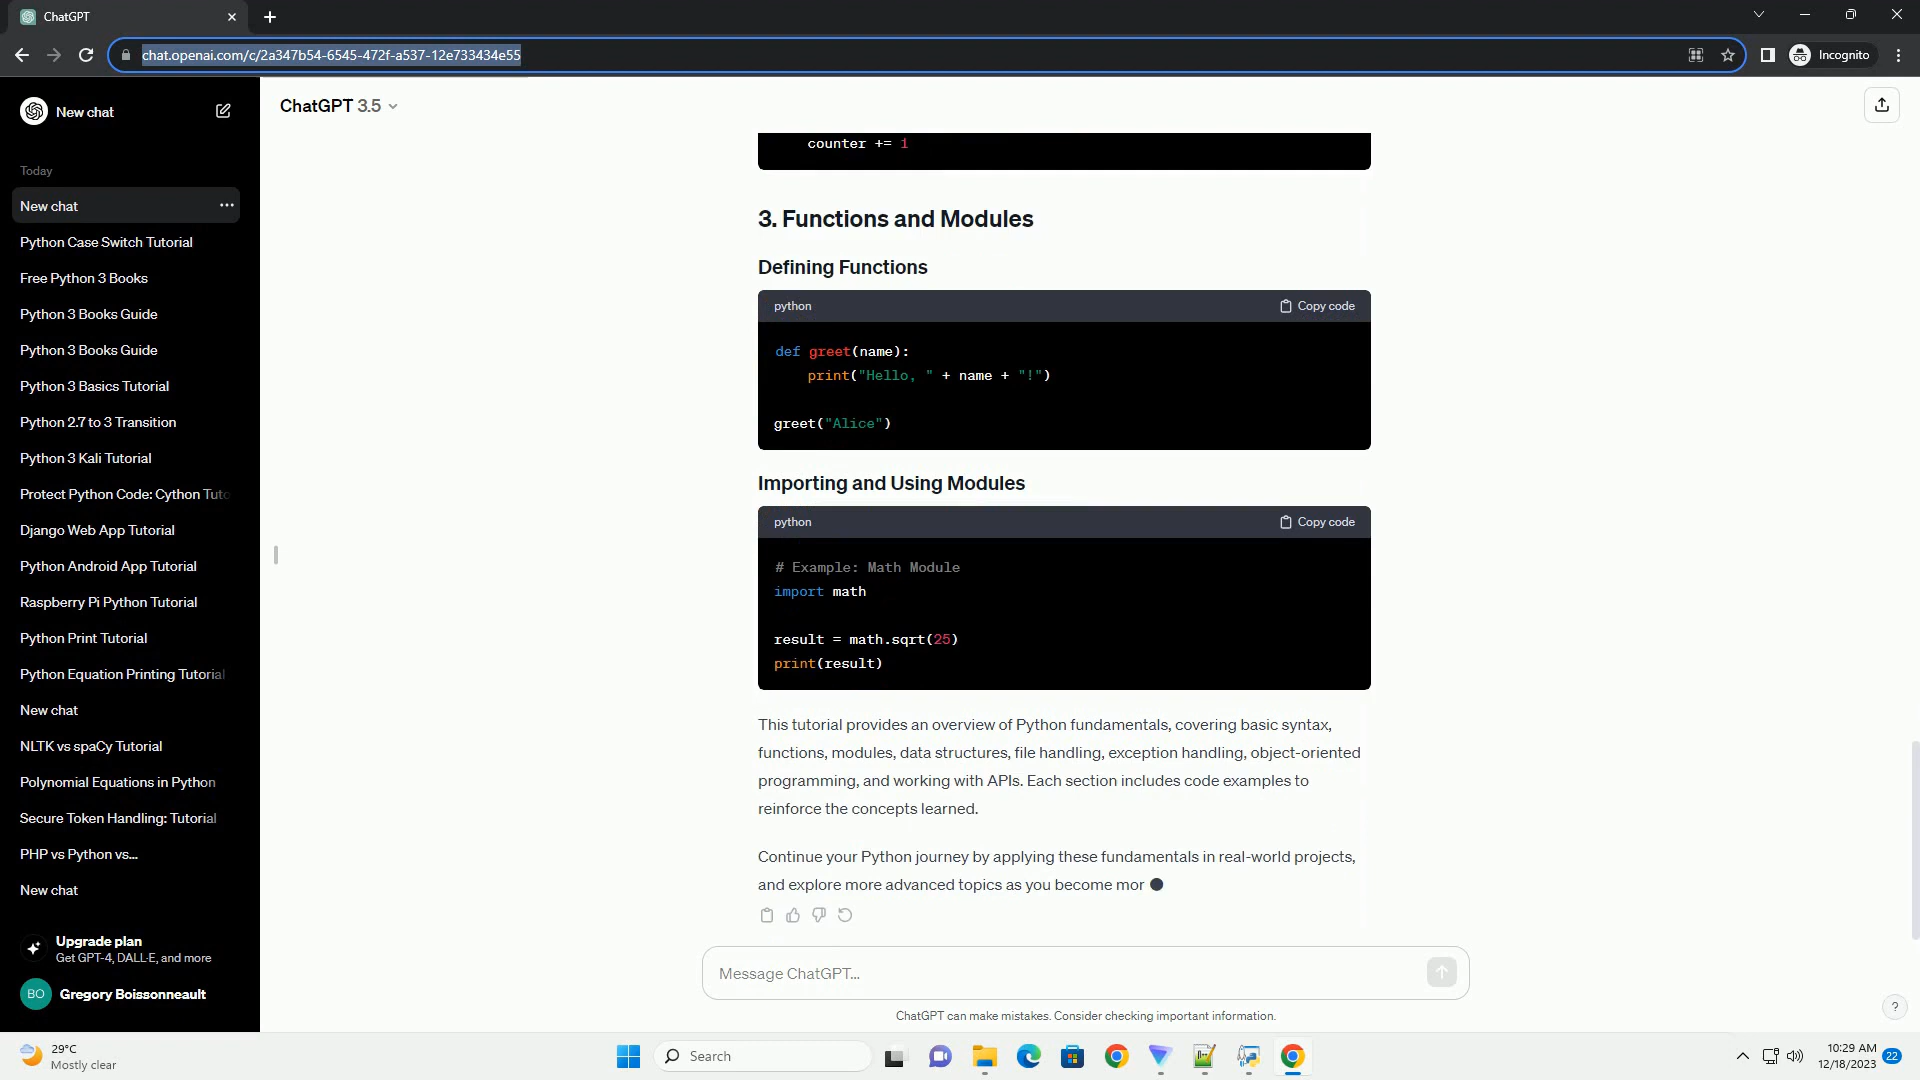 ChatGPT
chat.openai.com/c/2a347b54-6545-472f-a537-12e733434e55
Incognito
New chat
ChatGPT 3.5
Today
New chat
Python Case Switch Tutorial
Free Python 3 Books
Python 3 Books Guide
Python 3 Books Guide
Python 3 Basics Tutorial
Python 2.7 to 3 Transition
Python 3 Kali Tutorial
Protect Python Code: Cython Tuto
Django Web App Tutorial
Python Android App Tutorial
Raspberry Pi Python Tutorial
Python Print Tutorial
Python Equation Printing Tutorial
New chat
NLTK vs spaCy Tutorial
Polynomial Equations in Python
Secure Token Handling: Tutorial
PHP vs Python vs...
New chat
Upgrade plan
Get GPT-4, DALL·E, and more
BO
Gregory Boissonneault
counter += 1
3. Functions and Modules
Defining Functions
python
Copy code
def greet(name):
print("Hello, " + name + "!")
greet("Alice")
Importing and Using Modules
python
Copy code
# Example: Math Module
import math
result = math.sqrt(25)
print(result)
This tutorial provides an overview of Python fundamentals, covering basic syntax,
functions, modules, data structures, file handling, exception handling, object-oriented
programming, and working with APIs. Each section includes code examples to
reinforce the concepts learned.
Continue your Python journey by applying these fundamentals in real-world projects,
and explore more advanced topics as you become mor
Message ChatGPT...
ChatGPT can make mistakes. Consider checking important information.
?
29°C
Mostly clear
Search
10:29 AM
12/18/2023
22